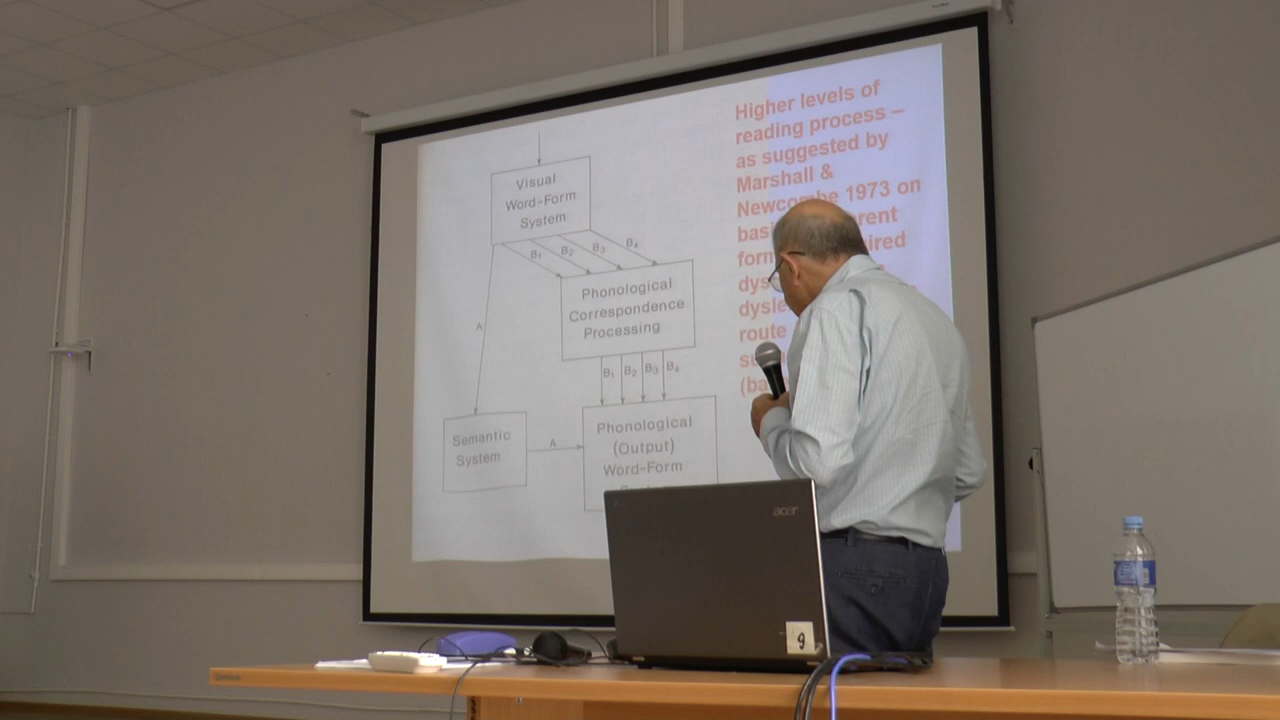 Higher levels of
reading process –
as suggested by
Marshall &
Newcombe 1973 on
route
Visual
Word-Form
System
B1 B2 B3 B4
A
Phonological
Correspondence
Processing
B1 B2 B3 B4
Semantic
System
A
Phonological
(Output)
Word-Form
acer
9